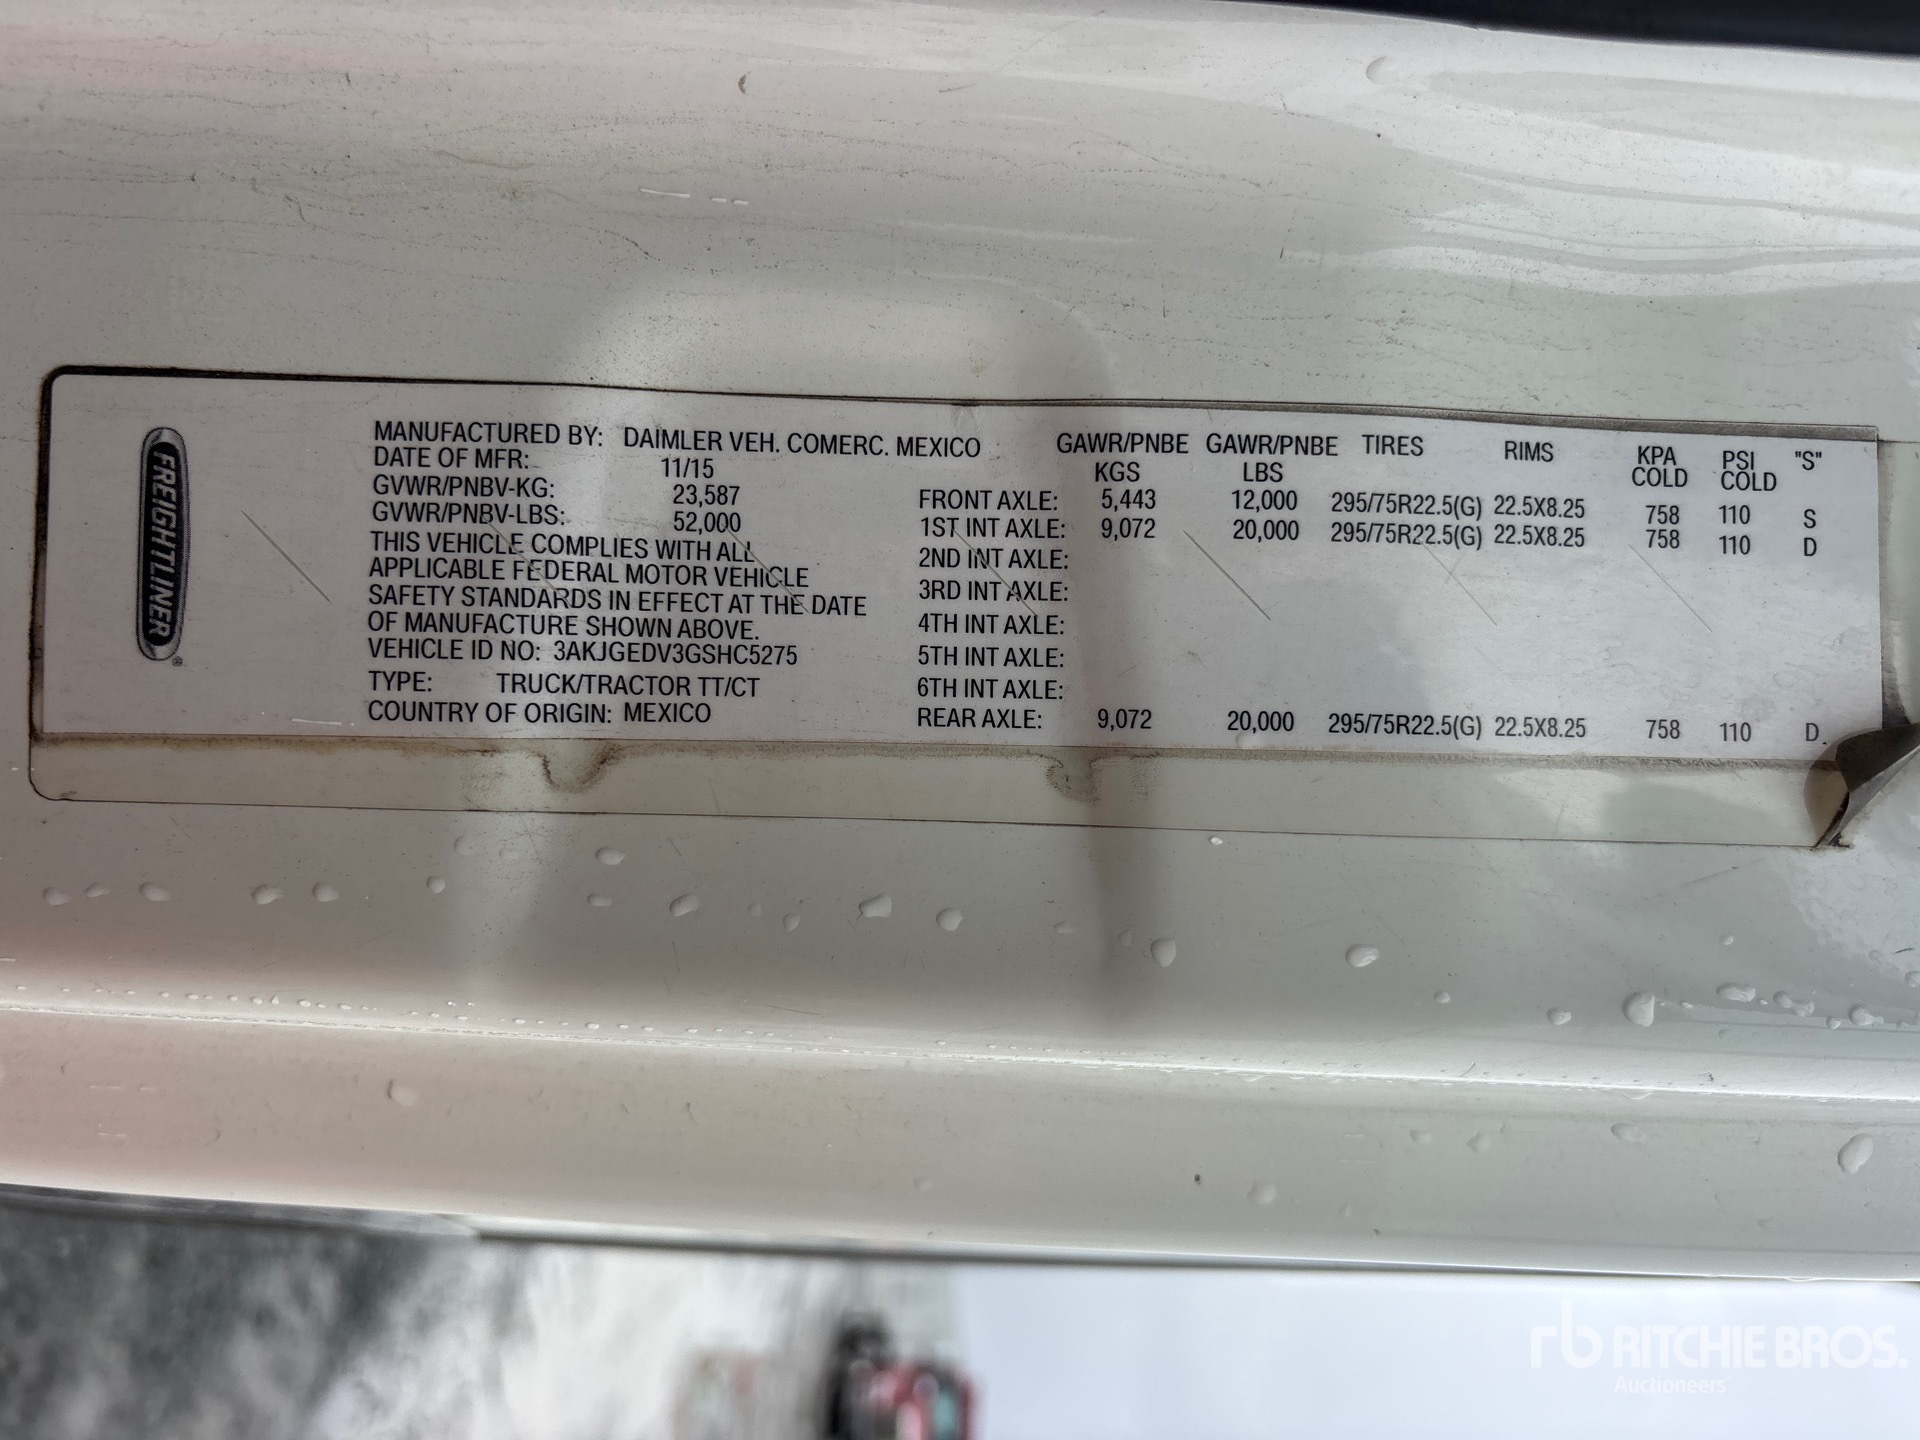 FREIGHTLINER®
MANUFACTURED BY: DAIMLER VEH. COMERC. MEXICO
DATE OF MFR: 11/15
GVWR/PNBV-KG: 23,587
GVWR/PNBV-LBS: 52,000
THIS VEHICLE COMPLIES WITH ALL
APPLICABLE FEDERAL MOTOR VEHICLE
SAFETY STANDARDS IN EFFECT AT THE DATE
OF MANUFACTURE SHOWN ABOVE.
VEHICLE ID NO: 3AKJGEDV3GSHC5275
TYPE: TRUCK/TRACTOR TT/CT
COUNTRY OF ORIGIN: MEXICO
GAWR/PNBE GAWR/PNBE TIRES RIMS KPA PSI "S"
KGS LBS COLD COLD
FRONT AXLE: 5,443 12,000 295/75R22.5(G) 22.5X8.25 758 110 S
1ST INT AXLE: 9,072 20,000 295/75R22.5(G) 22.5X8.25 758 110 D
2ND INT AXLE:
3RD INT AXLE:
4TH INT AXLE:
5TH INT AXLE:
6TH INT AXLE:
REAR AXLE: 9,072 20,000 295/75R22.5(G) 22.5X8.25 758 110 D
rb RITCHIE BROS.
Auctioneers